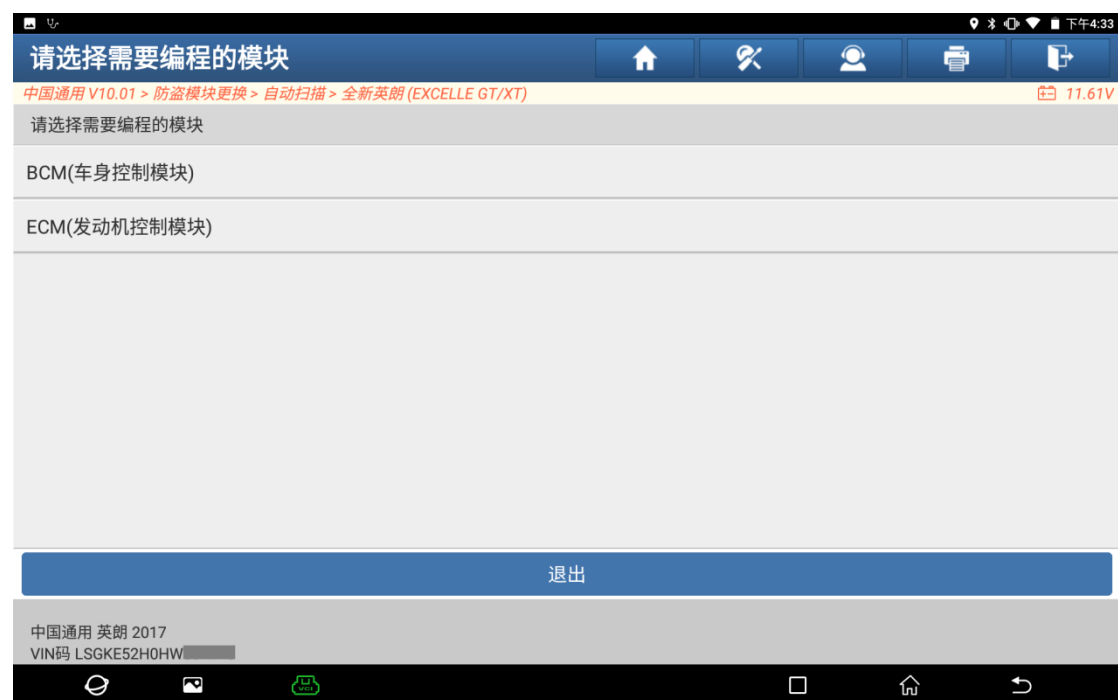 下午4:33
请选择需要编程的模块
中国通用 V10.01 > 防盗模块更换 > 自动扫描 > 全新英朗 (EXCELLE GT/XT)
11.61V
请选择需要编程的模块
BCM(车身控制模块)
ECM(发动机控制模块)
退出
中国通用 英朗 2017
VIN码 LSGKE52H0HW
VCI